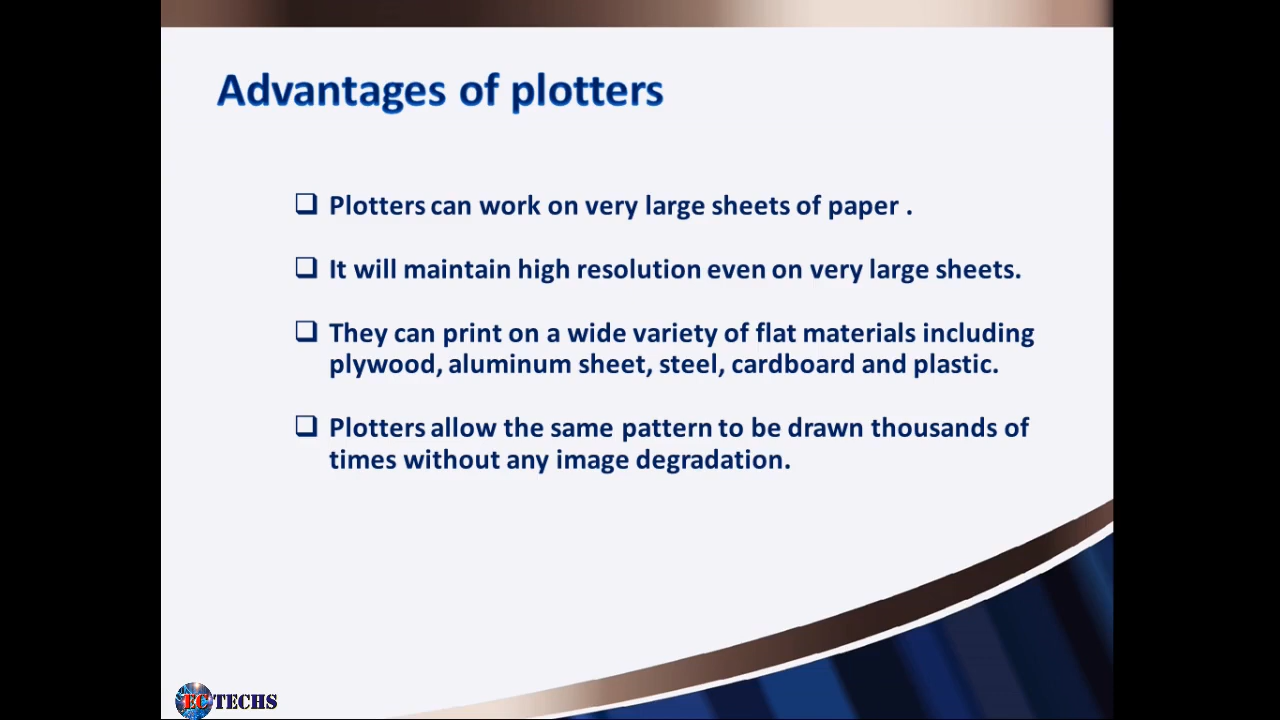 Advantages of plotters
❑ Plotters can work on very large sheets of paper .
❑ It will maintain high resolution even on very large sheets.
❑ They can print on a wide variety of flat materials including
plywood, aluminum sheet, steel, cardboard and plastic.
❑ Plotters allow the same pattern to be drawn thousands of
times without any image degradation.
EC TECHS